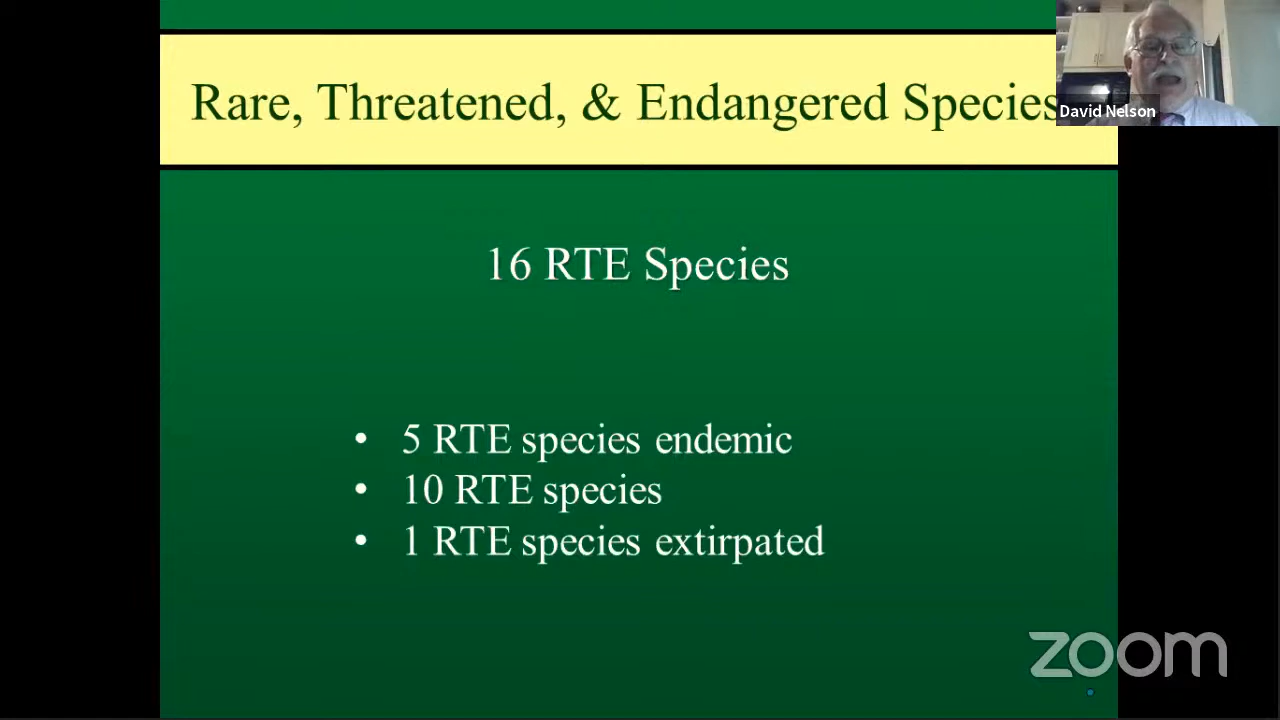 Rare, Threatened, & Endangered Species
David Nelson
16 RTE Species
• 5 RTE species endemic
• 10 RTE species
• 1 RTE species extirpated
zoom